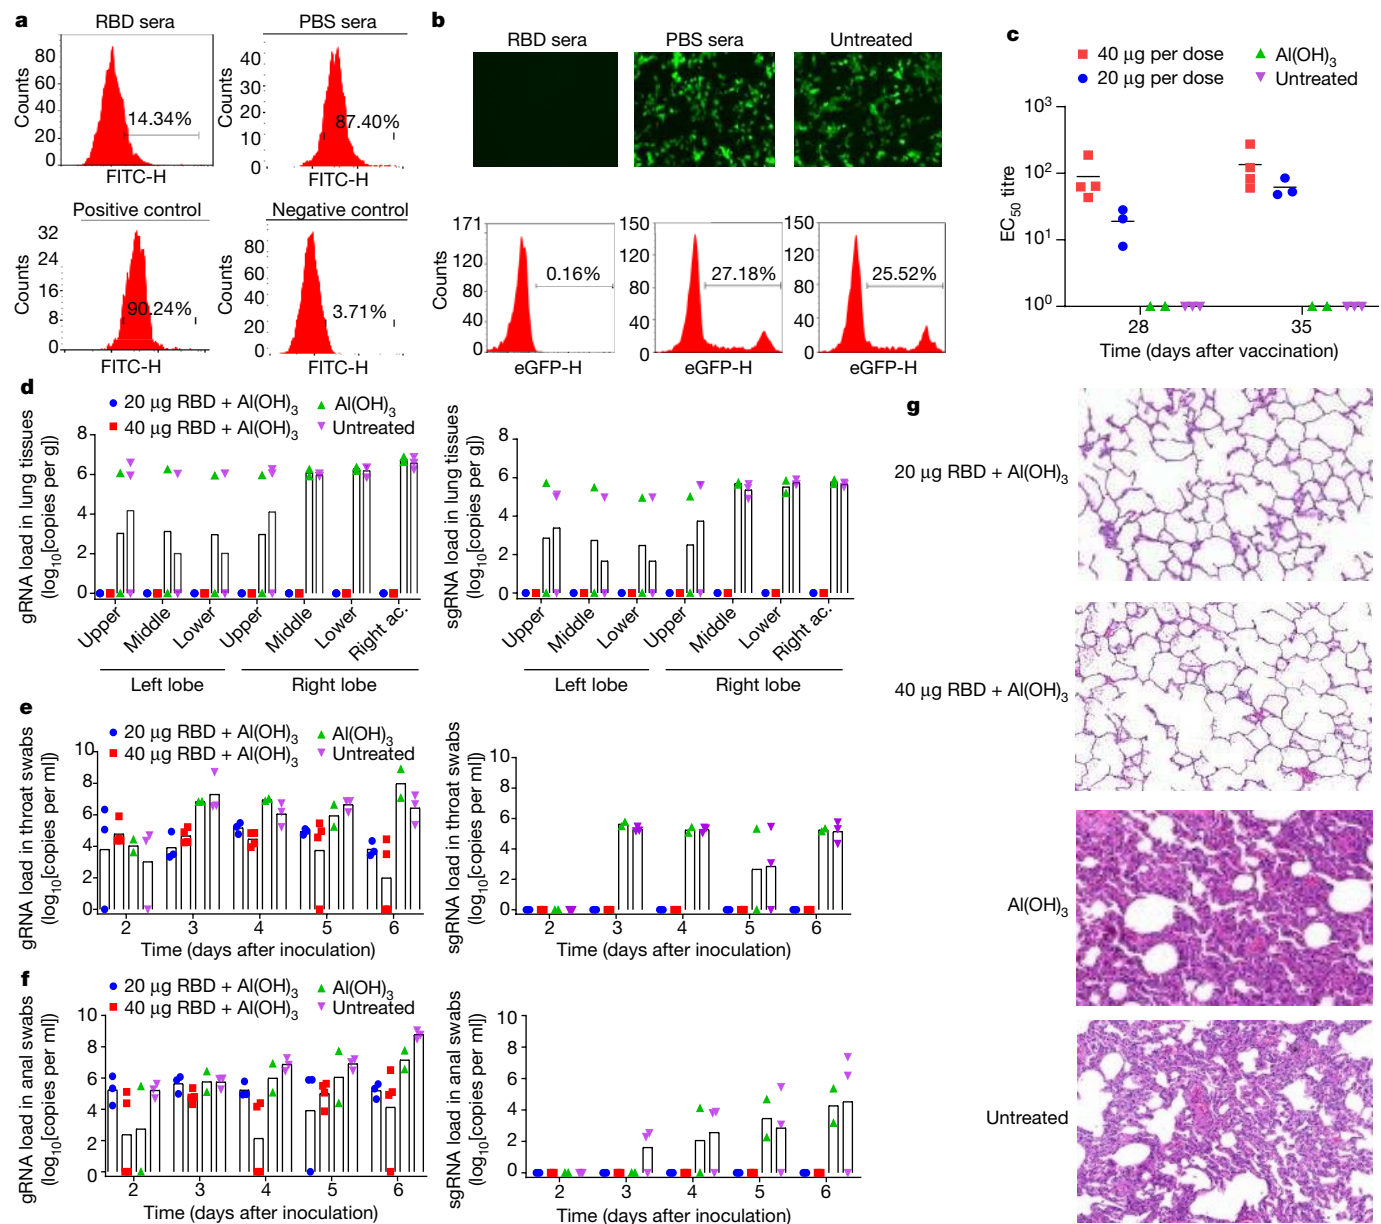 a
RBD sera
PBS sera
Counts
80
60
40
20
0
14.34%
FITC-H
Counts
40
30
20
10
0
87.40%
FITC-H
Positive control
Negative control
Counts
32
24
16
8
0
90.24%
FITC-H
Counts
80
60
40
20
0
3.71%
FITC-H
b
RBD sera
PBS sera
Untreated
Counts
171
120
80
40
0
0.16%
eGFP-H
150
120
80
40
0
27.18%
eGFP-H
150
120
80
40
0
25.52%
eGFP-H
c
40 µg per dose
Al(OH)3
20 µg per dose
Untreated
EC50 titre
10³
10²
10¹
10⁰
28
35
Time (days after vaccination)
d
20 µg RBD + Al(OH)3
Al(OH)3
40 µg RBD + Al(OH)3
Untreated
gRNA load in lung tissues
(log10[copies per g])
8
6
4
2
0
Upper
Middle
Lower
Upper
Middle
Lower
Right ac.
Left lobe
Right lobe
sgRNA load in lung tissues
(log10[copies per g])
8
6
4
2
0
Upper
Middle
Lower
Upper
Middle
Lower
Right ac.
Left lobe
Right lobe
e
20 µg RBD + Al(OH)3
Al(OH)3
40 µg RBD + Al(OH)3
Untreated
gRNA load in throat swabs
(log10[copies per ml])
10
8
6
4
2
0
2
3
4
5
6
Time (days after inoculation)
sgRNA load in throat swabs
(log10[copies per ml])
10
8
6
4
2
0
2
3
4
5
6
Time (days after inoculation)
f
20 µg RBD + Al(OH)3
Al(OH)3
40 µg RBD + Al(OH)3
Untreated
gRNA load in anal swabs
(log10[copies per ml])
10
8
6
4
2
0
2
3
4
5
6
Time (days after inoculation)
sgRNA load in anal swabs
(log10[copies per ml])
10
8
6
4
2
0
2
3
4
5
6
Time (days after inoculation)
g
20 µg RBD + Al(OH)3
40 µg RBD + Al(OH)3
Al(OH)3
Untreated